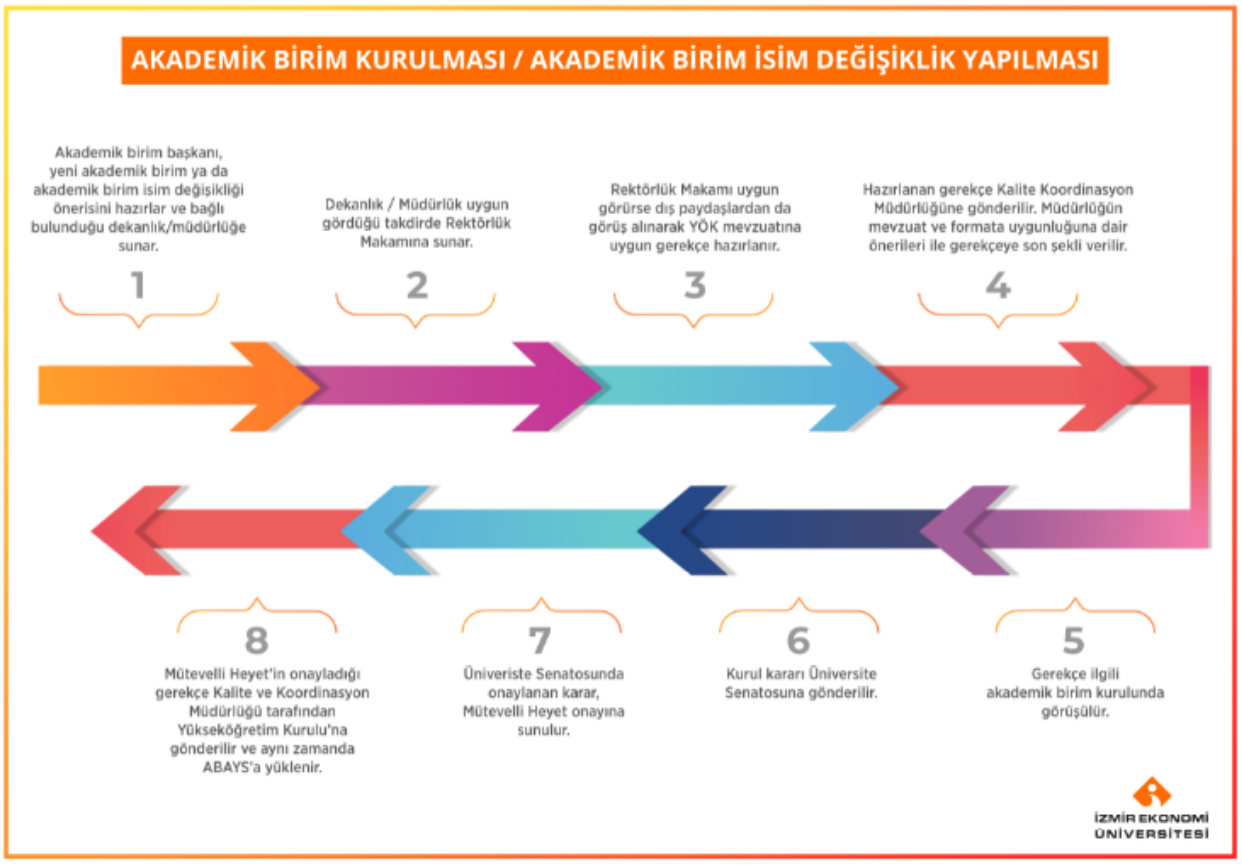 AKADEMİK BİRİM KURULMASI / AKADEMİK BİRİM İSİM DEĞİŞİKLİK YAPILMASI
Akademik birim başkanı,
yeni akademik birim ya da
akademik birim isim değişikliği
önerisini hazırlar ve bağlı
bulunduğu dekanlık/müdürlüğe
sunar.
1
Dekanlık / Müdürlük uygun
gördüğü takdirde Rektörlük
Makamına sunar.
2
Rektörlük Makamı uygun
görürse dış paydaşlardan da
görüş alınarak YÖK mevzuatına
uygun gerekçe hazırlanır.
3
Hazırlanan gerekçe Kalite Koordinasyon
Müdürlüğüne gönderilir. Müdürlüğün
mevzuat ve formata uygunluğuna dair
önerileri ile gerekçeye son şekli verilir.
4
5
Gerekçe ilgili
akademik birim kurulunda
görüşülür.
6
Kurul kararı Üniversite
Senatosuna gönderilir.
7
Üniveriste Senatosunda
onaylanan karar,
Mütevelli Heyet onayına
sunulur.
8
Mütevelli Heyet'in onayladığı
gerekçe Kalite ve Koordinasyon
Müdürlüğü tarafından
Yükseköğretim Kurulu'na
gönderilir ve aynı zamanda
ABAYS'a yüklenir.
İZMİR EKONOMİ
ÜNİVERSİTESİ